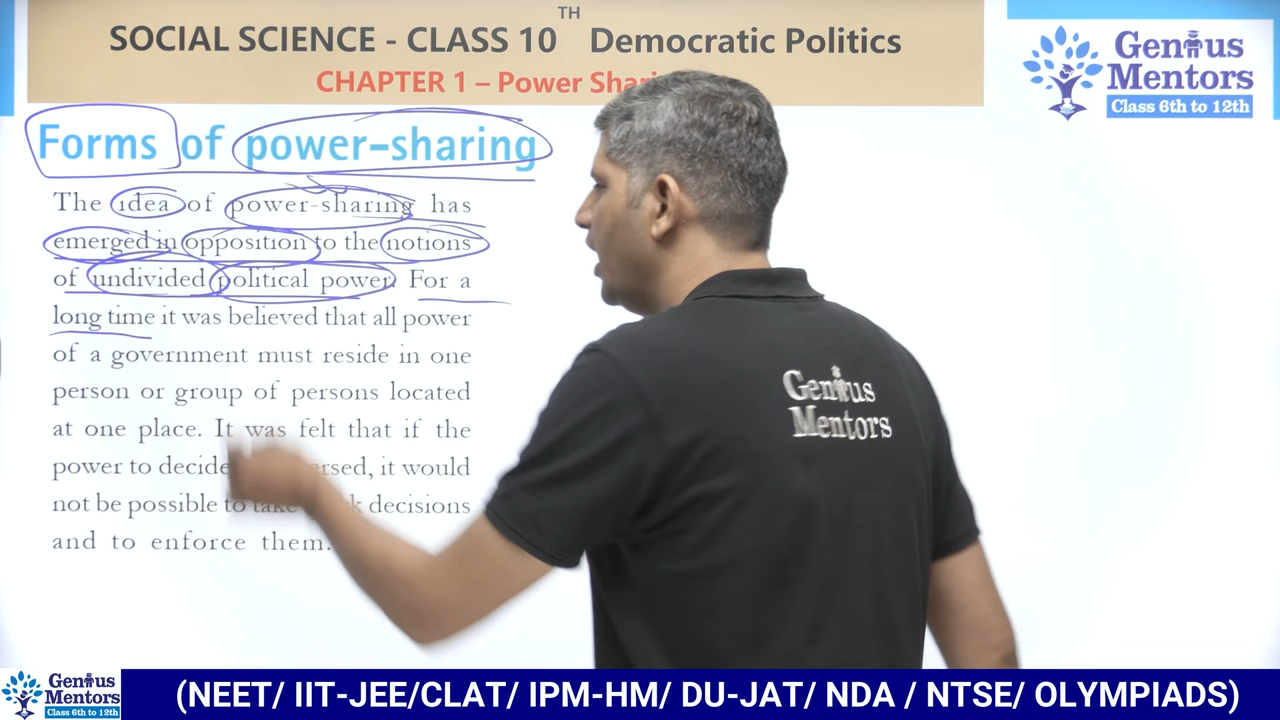 SOCIAL SCIENCE - CLASS 10TH Democratic Politics
CHAPTER 1 – Power
Genius
Mentors
Class 6th to 12th
Forms of power-sharing
The idea of power-sharing has
emerged in opposition to the notions
of undivided political power. For a
long time it was believed that all power
of a government must reside in one
person or group of persons located
at one place. It was felt that if the
power to decide it would
not be possible to take decisions
and to enforce them.
Genius
Mentors
Genius
Mentors
Class 6th to 12th
(NEET/ IIT-JEE/CLAT/ IPM-HM/ DU-JAT/ NDA / NTSE/ OLYMPIADS)